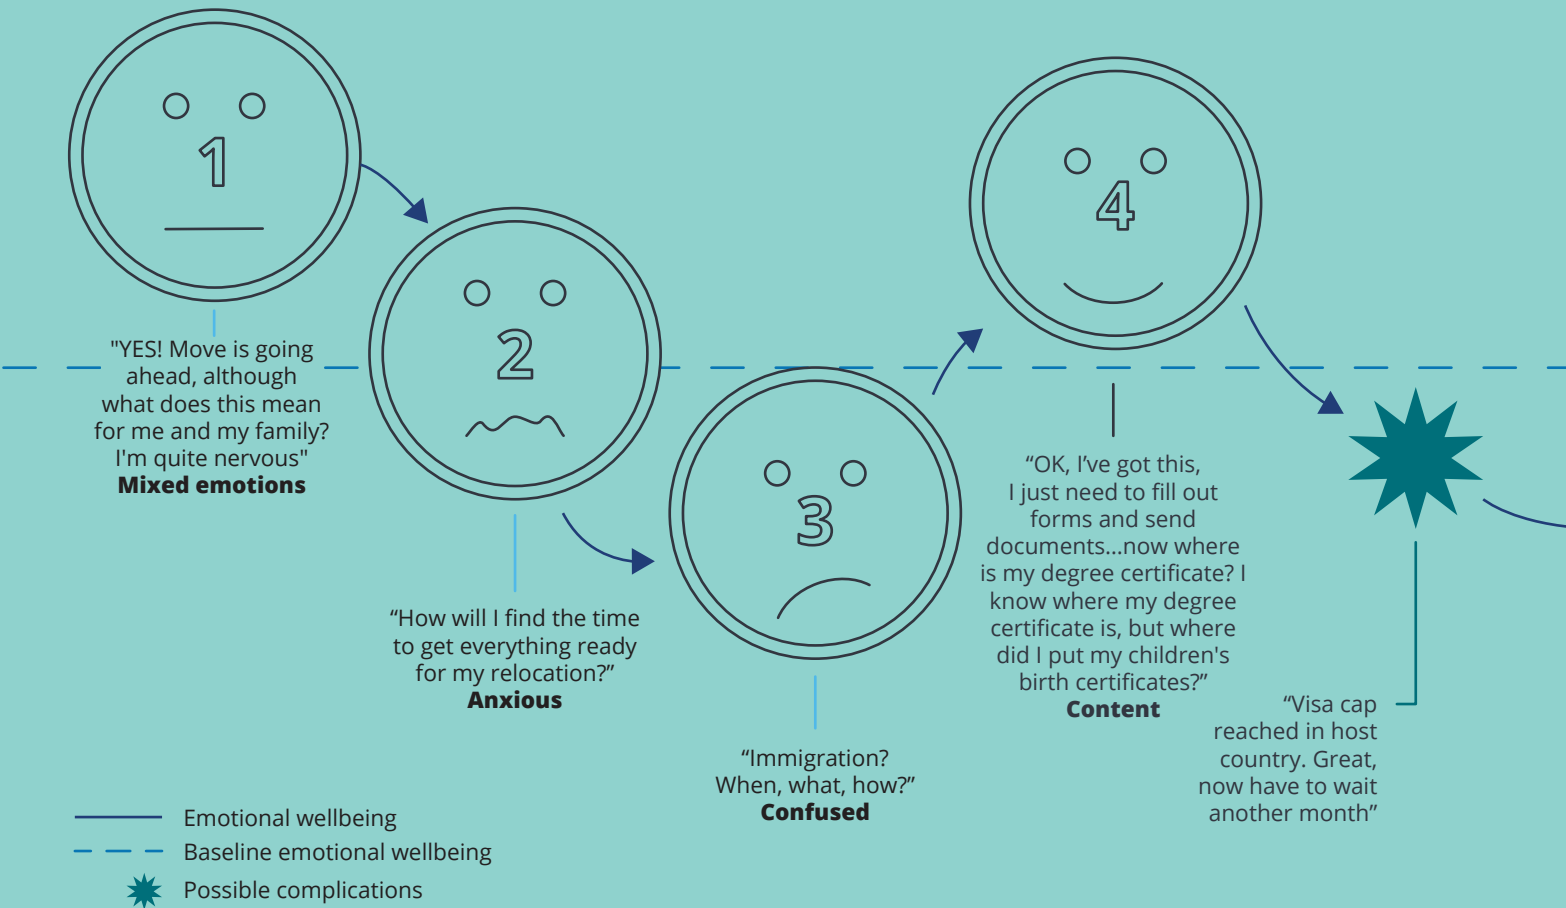 1
"YES! Move is going
ahead, although
what does this mean
for me and my family?
I'm quite nervous"
Mixed emotions
2
“How will I find the time
to get everything ready
for my relocation?”
Anxious
3
“Immigration?
When, what, how?”
Confused
4
“OK, I’ve got this,
I just need to fill out
forms and send
documents...now where
is my degree certificate? I
know where my degree
certificate is, but where
did I put my children's
birth certificates?”
Content
“Visa cap
reached in host
country. Great,
now have to wait
another month”
Emotional wellbeing
Baseline emotional wellbeing
Possible complications